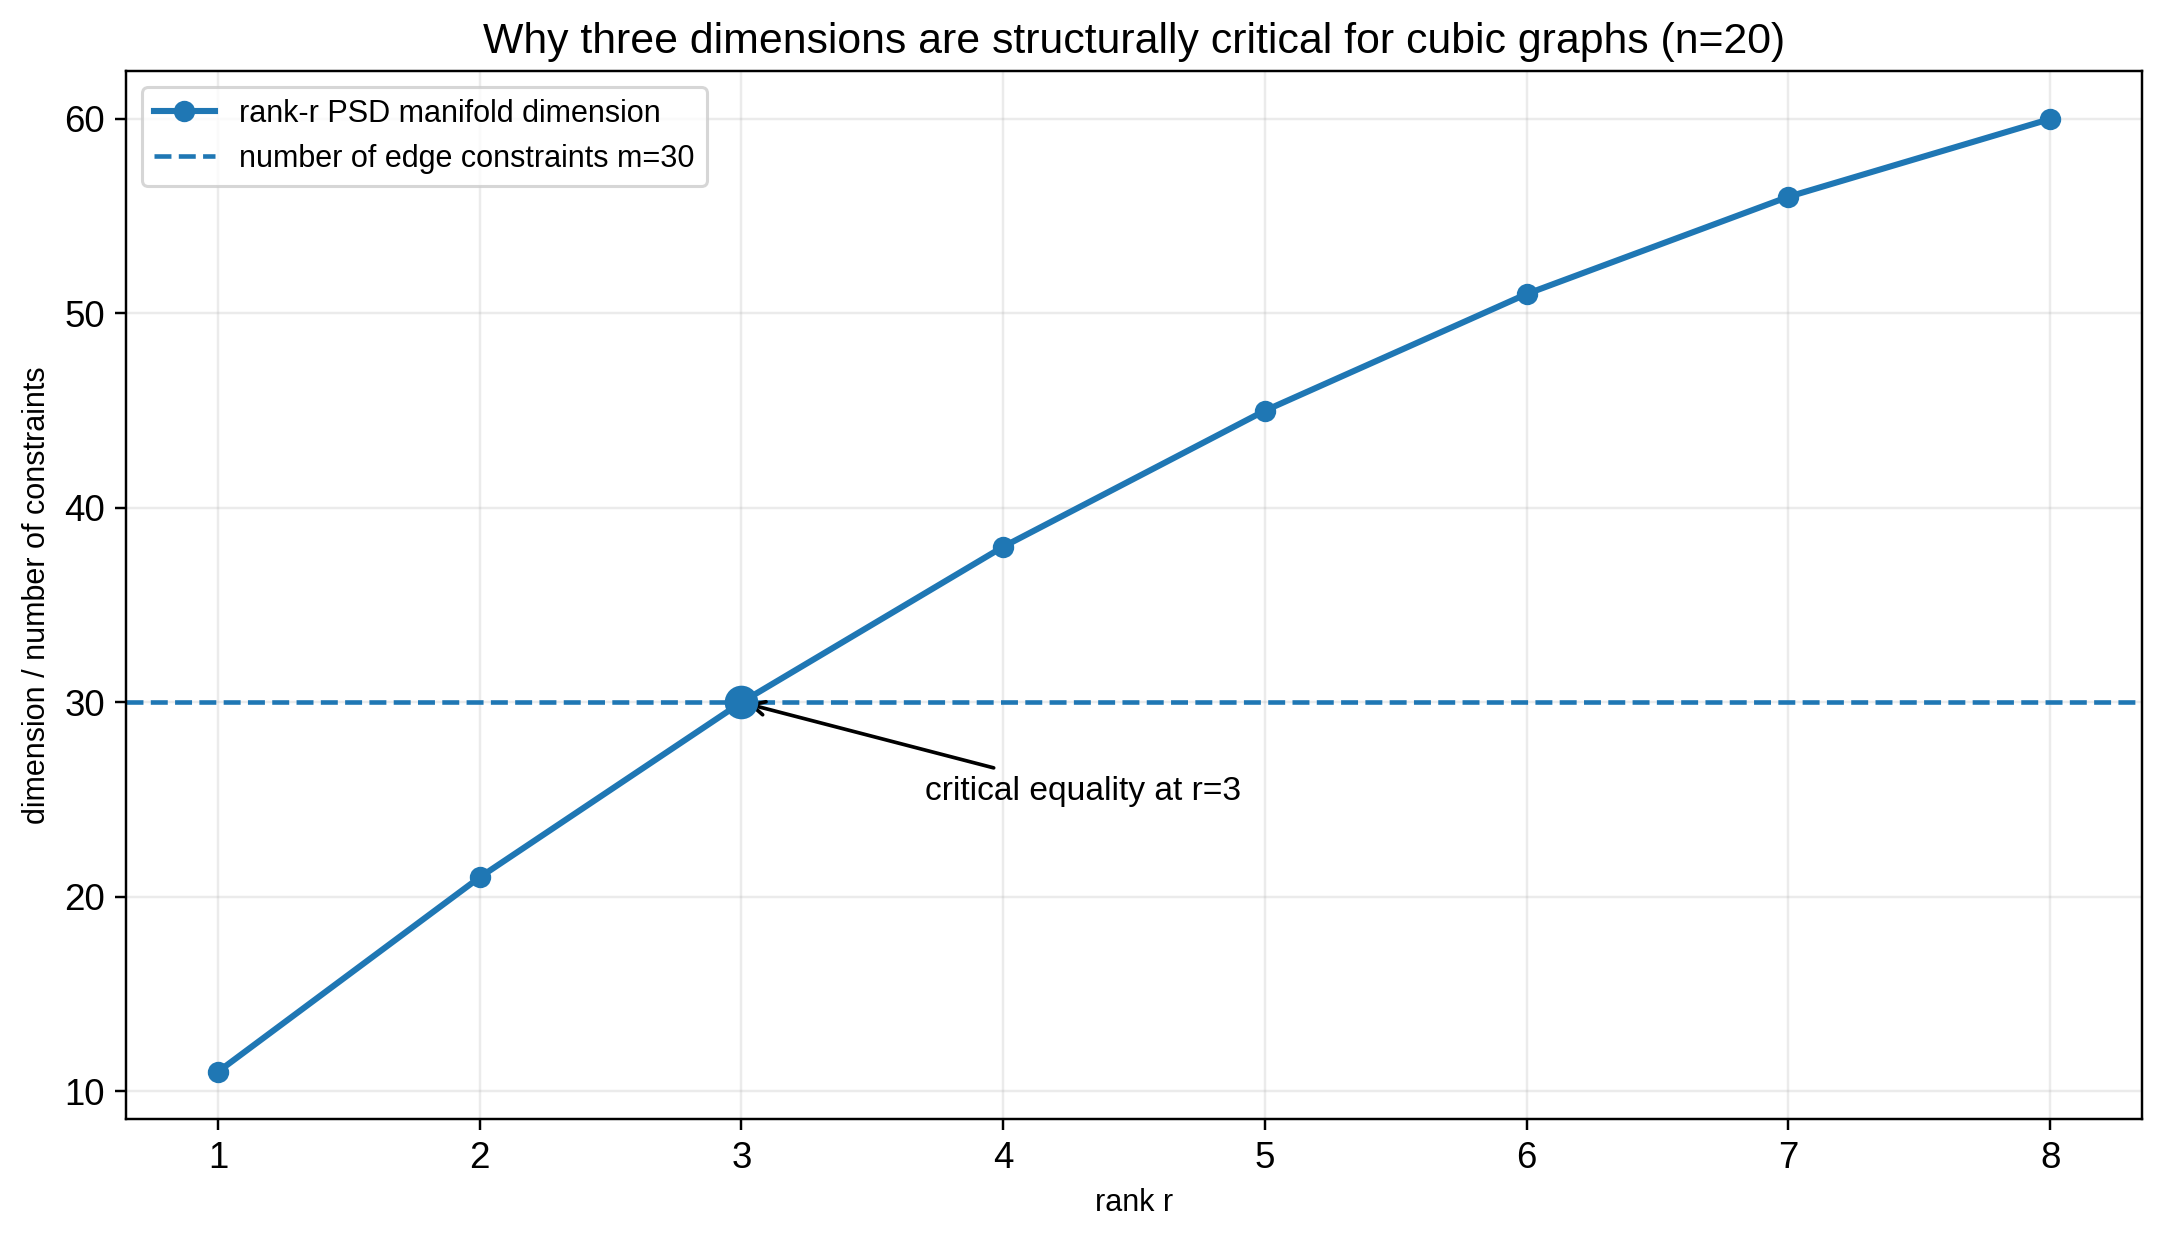 Why three dimensions are structurally critical for cubic graphs (n=20)
rank-r PSD manifold dimension
number of edge constraints m=30
60
50
40
30
20
10
dimension / number of constraints
critical equality at r=3
1 2 3 4 5 6 7 8
rank r